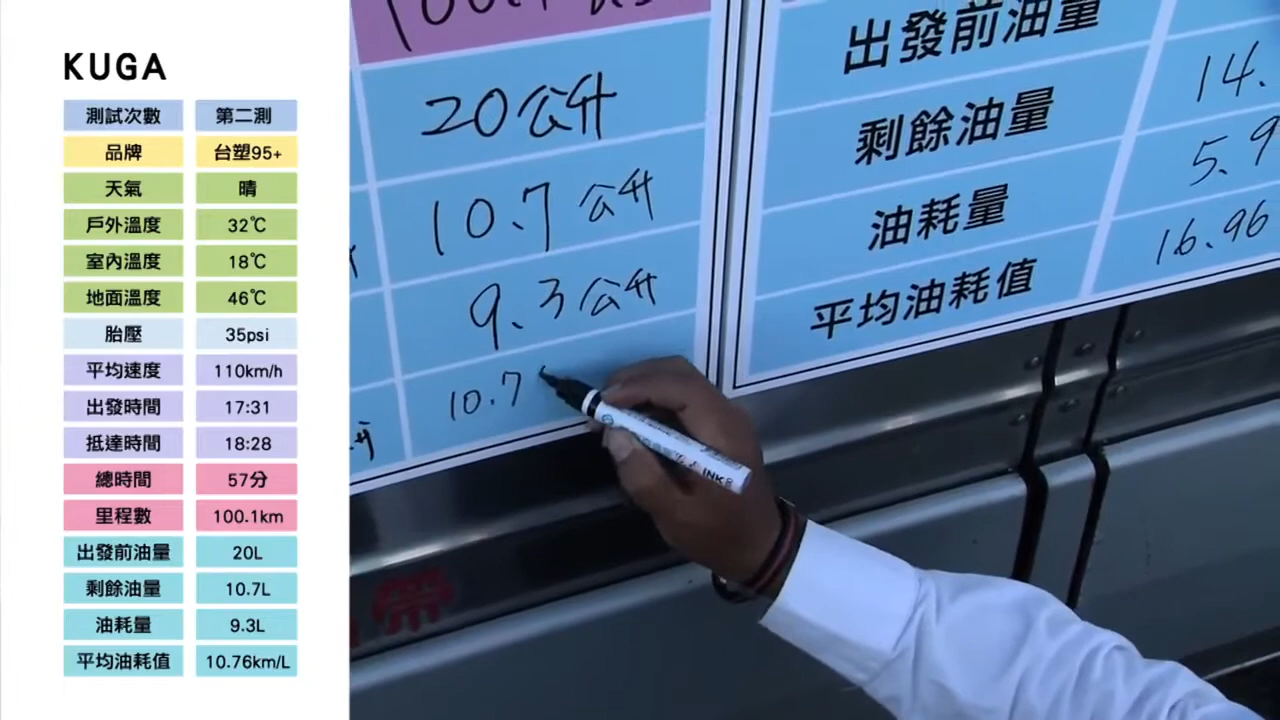 KUGA
測試次數 第二測
品牌 台塑95+
天氣 晴
戶外溫度 32℃
室內溫度 18℃
地面溫度 46℃
胎壓 35psi
平均速度 110km/h
出發時間 17:31
抵達時間 18:28
總時間 57分
里程數 100.1km
出發前油量 20L
剩餘油量 10.7L
油耗量 9.3L
平均油耗值 10.76km/L
20公升
10.7公升
9.3公升
10.7
出發前油量
剩餘油量 14.
油耗量 5.9
平均油耗值 16.96
INK